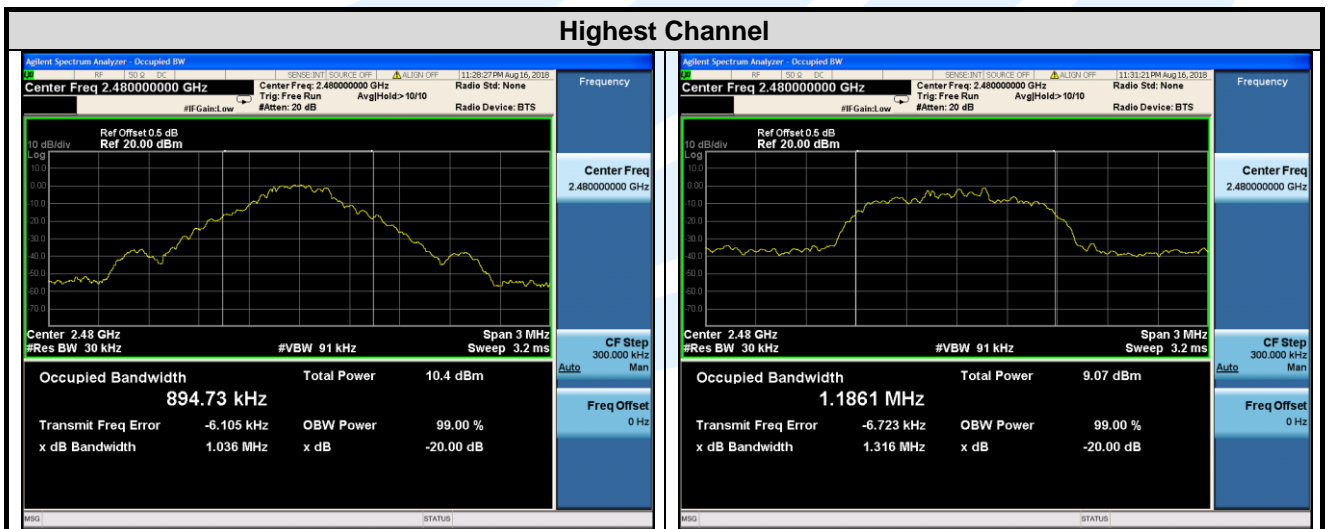 Highest Channel
Agilent Spectrum Analyzer - Occupied BW
RF 50 Ω DC SENSE:INT SOURCE OFF ALIGN OFF 11:28:27 PM Aug 16, 2018
Center Freq 2.480000000 GHz Center Freq: 2.480000000 GHz Radio Std: None
Trig: Free Run Avg|Hold:> 10/10
#IFGain:Low #Atten: 20 dB Radio Device: BTS
Ref Offset 0.5 dB
10 dB/div Ref 20.00 dBm
Log
10.0
0.00
-10.0
-20.0
-30.0
-40.0
-50.0
-60.0
-70.0
Center 2.48 GHz Span 3 MHz
#Res BW 30 kHz #VBW 91 kHz Sweep 3.2 ms
Occupied Bandwidth Total Power 10.4 dBm
894.73 kHz
Transmit Freq Error -6.105 kHz OBW Power 99.00 %
x dB Bandwidth 1.036 MHz x dB -20.00 dB
MSG STATUS
Frequency
Center Freq
2.480000000 GHz
CF Step
300.000 kHz
Auto Man
Freq Offset
0 Hz
Agilent Spectrum Analyzer - Occupied BW
RF 50 Ω DC SENSE:INT SOURCE OFF ALIGN OFF 11:31:21 PM Aug 16, 2018
Center Freq 2.480000000 GHz Center Freq: 2.480000000 GHz Radio Std: None
Trig: Free Run Avg|Hold:> 10/10
#IFGain:Low #Atten: 20 dB Radio Device: BTS
Ref Offset 0.5 dB
10 dB/div Ref 20.00 dBm
Log
10.0
0.00
-10.0
-20.0
-30.0
-40.0
-50.0
-60.0
-70.0
Center 2.48 GHz Span 3 MHz
#Res BW 30 kHz #VBW 91 kHz Sweep 3.2 ms
Occupied Bandwidth Total Power 9.07 dBm
1.1861 MHz
Transmit Freq Error -6.723 kHz OBW Power 99.00 %
x dB Bandwidth 1.316 MHz x dB -20.00 dB
MSG STATUS
Frequency
Center Freq
2.480000000 GHz
CF Step
300.000 kHz
Auto Man
Freq Offset
0 Hz